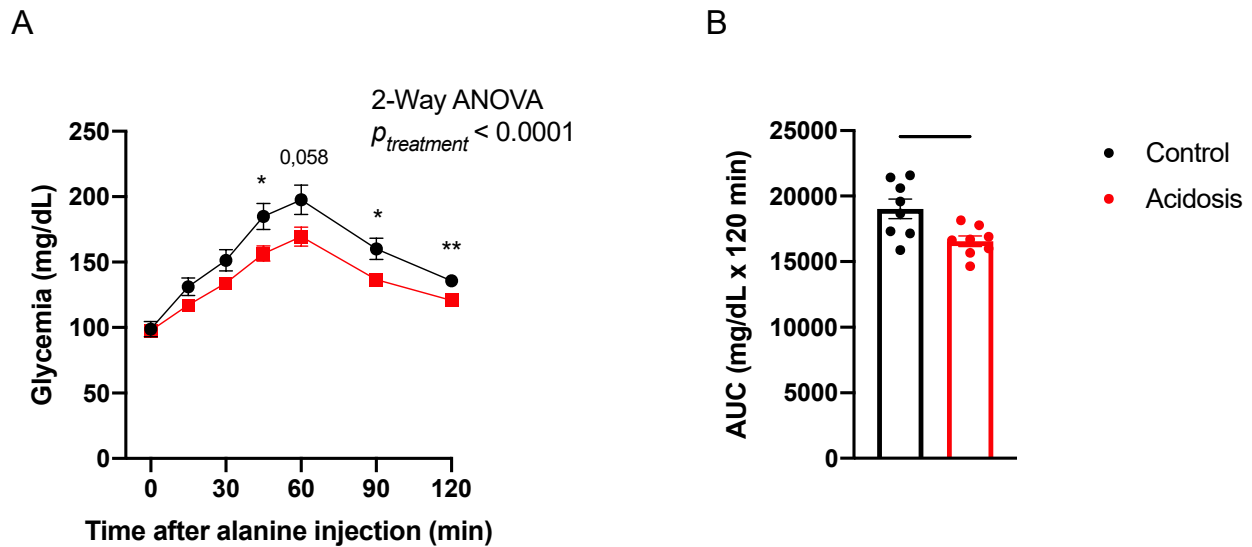 A
B
2-Way ANOVA
ptreatment < 0.0001
250
200
150
100
50
0
Glycemia (mg/dL)
*
0,058
*
**
0
30
60
90
120
Time after alanine injection (min)
25000
20000
15000
10000
5000
0
AUC (mg/dL x 120 min)
Control
Acidosis